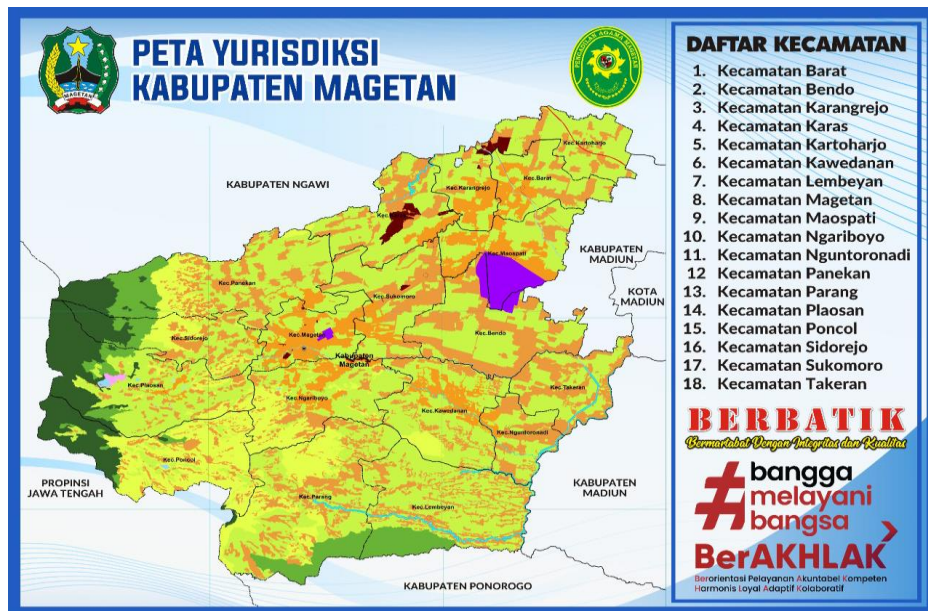 PETA YURISDIKSI
KABUPATEN MAGETAN
MAGETAN
PENGADILAN AGAMA MAGETAN
KABUPATEN NGAWI
Kec.Kartoharjo
Kec.Barat
Kec.Karangrejo
Kec.Maospati
KABUPATEN
MADIUN
KOTA
MADIUN
Kec.Panekan
Kec.Sukomoro
Kec.Bendo
Kec.Magetan
Kec.Sidorejo
Kabupaten
Magetan
Kec.Plaosan
Kec.Ngariboyo
Kec.Takeran
Kec.Kawedanan
Kec.Nguntoronadi
Kec.Poncol
Kec.Parang
Kec.Lembeyan
PROPINSI
JAWA TENGAH
KABUPATEN
MADIUN
KABUPATEN PONOROGO
DAFTAR KECAMATAN
1. Kecamatan Barat
2. Kecamatan Bendo
3. Kecamatan Karangrejo
4. Kecamatan Karas
5. Kecamatan Kartoharjo
6. Kecamatan Kawedanan
7. Kecamatan Lembeyan
8. Kecamatan Magetan
9. Kecamatan Maospati
10. Kecamatan Ngariboyo
11. Kecamatan Nguntoronadi
12 Kecamatan Panekan
13. Kecamatan Parang
14. Kecamatan Plaosan
15. Kecamatan Poncol
16. Kecamatan Sidorejo
17. Kecamatan Sukomoro
18. Kecamatan Takeran
BERBATIK
Bermartabat Dengan Integritas dan Kualitas
#bangga
melayani
bangsa
BerAKHLAK
Berorientasi Pelayanan Akuntabel Kompeten
Harmonis Loyal Adaptif Kolaboratif